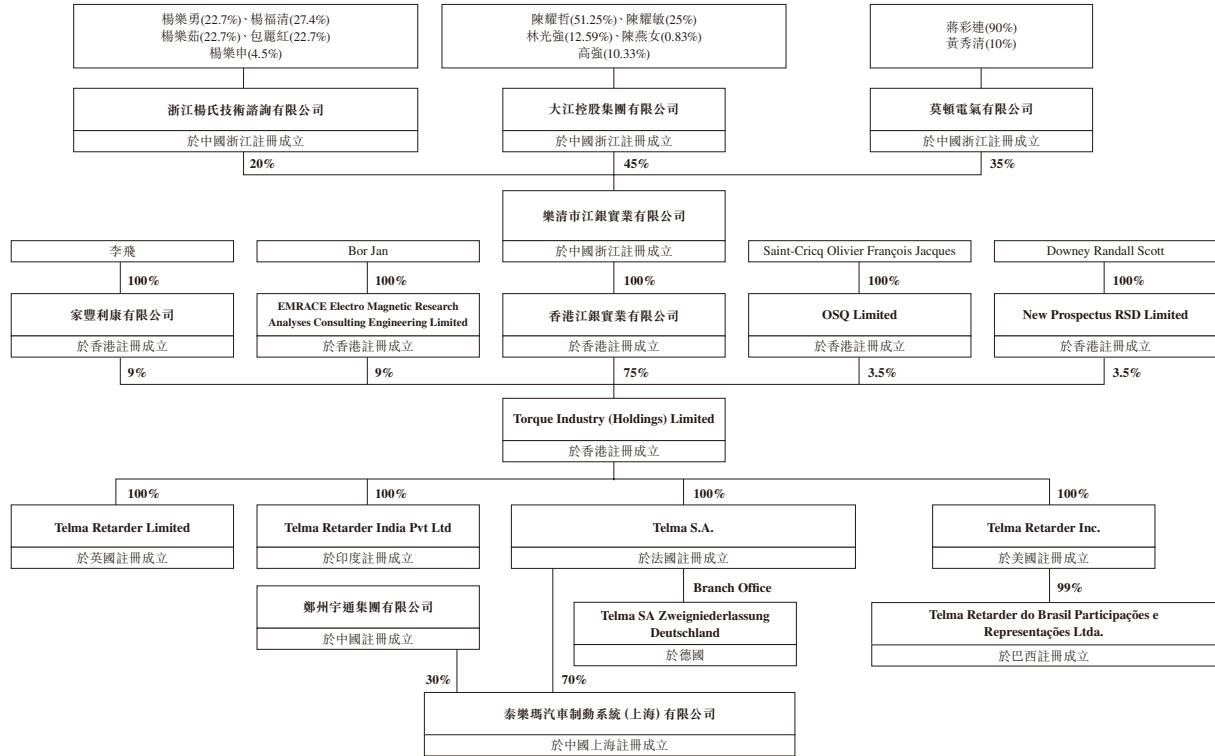 楊樂勇(22.7%)、楊福清(27.4%)
楊樂茹(22.7%)、包麗紅(22.7%)
楊樂申(4.5%)
陳耀哲(51.25%)、陳耀敏(25%)
林光強(12.59%)、陳燕女(0.83%)
高強(10.33%)
蔣彩連(90%)
黃秀清(10%)
浙江楊氏技術諮詢有限公司
於中國浙江註冊成立
大江控股集團有限公司
於中國浙江註冊成立
莫頓電氣有限公司
於中國浙江註冊成立
20%
45%
35%
樂清市江銀實業有限公司
於中國浙江註冊成立
李飛
Bor Jan
Saint-Cricq Olivier François Jacques
Downey Randall Scott
100%
100%
100%
100%
100%
家豐利康有限公司
於香港註冊成立
EMRACE Electro Magnetic Research
Analyses Consulting Engineering Limited
於香港註冊成立
香港江銀實業有限公司
於香港註冊成立
OSQ Limited
於香港註冊成立
New Prospectus RSD Limited
於香港註冊成立
9%
9%
75%
3.5%
3.5%
Torque Industry (Holdings) Limited
於香港註冊成立
100%
100%
100%
100%
Telma Retarder Limited
於英國註冊成立
Telma Retarder India Pvt Ltd
於印度註冊成立
Telma S.A.
於法國註冊成立
Telma Retarder Inc.
於美國註冊成立
Branch Office
99%
鄭州宇通集團有限公司
於中國註冊成立
Telma SA Zweigniederlassung
Deutschland
於德國
Telma Retarder do Brasil Participações e
Representações Ltda.
於巴西註冊成立
30%
70%
泰樂瑪汽車制動系統(上海)有限公司
於中國上海註冊成立